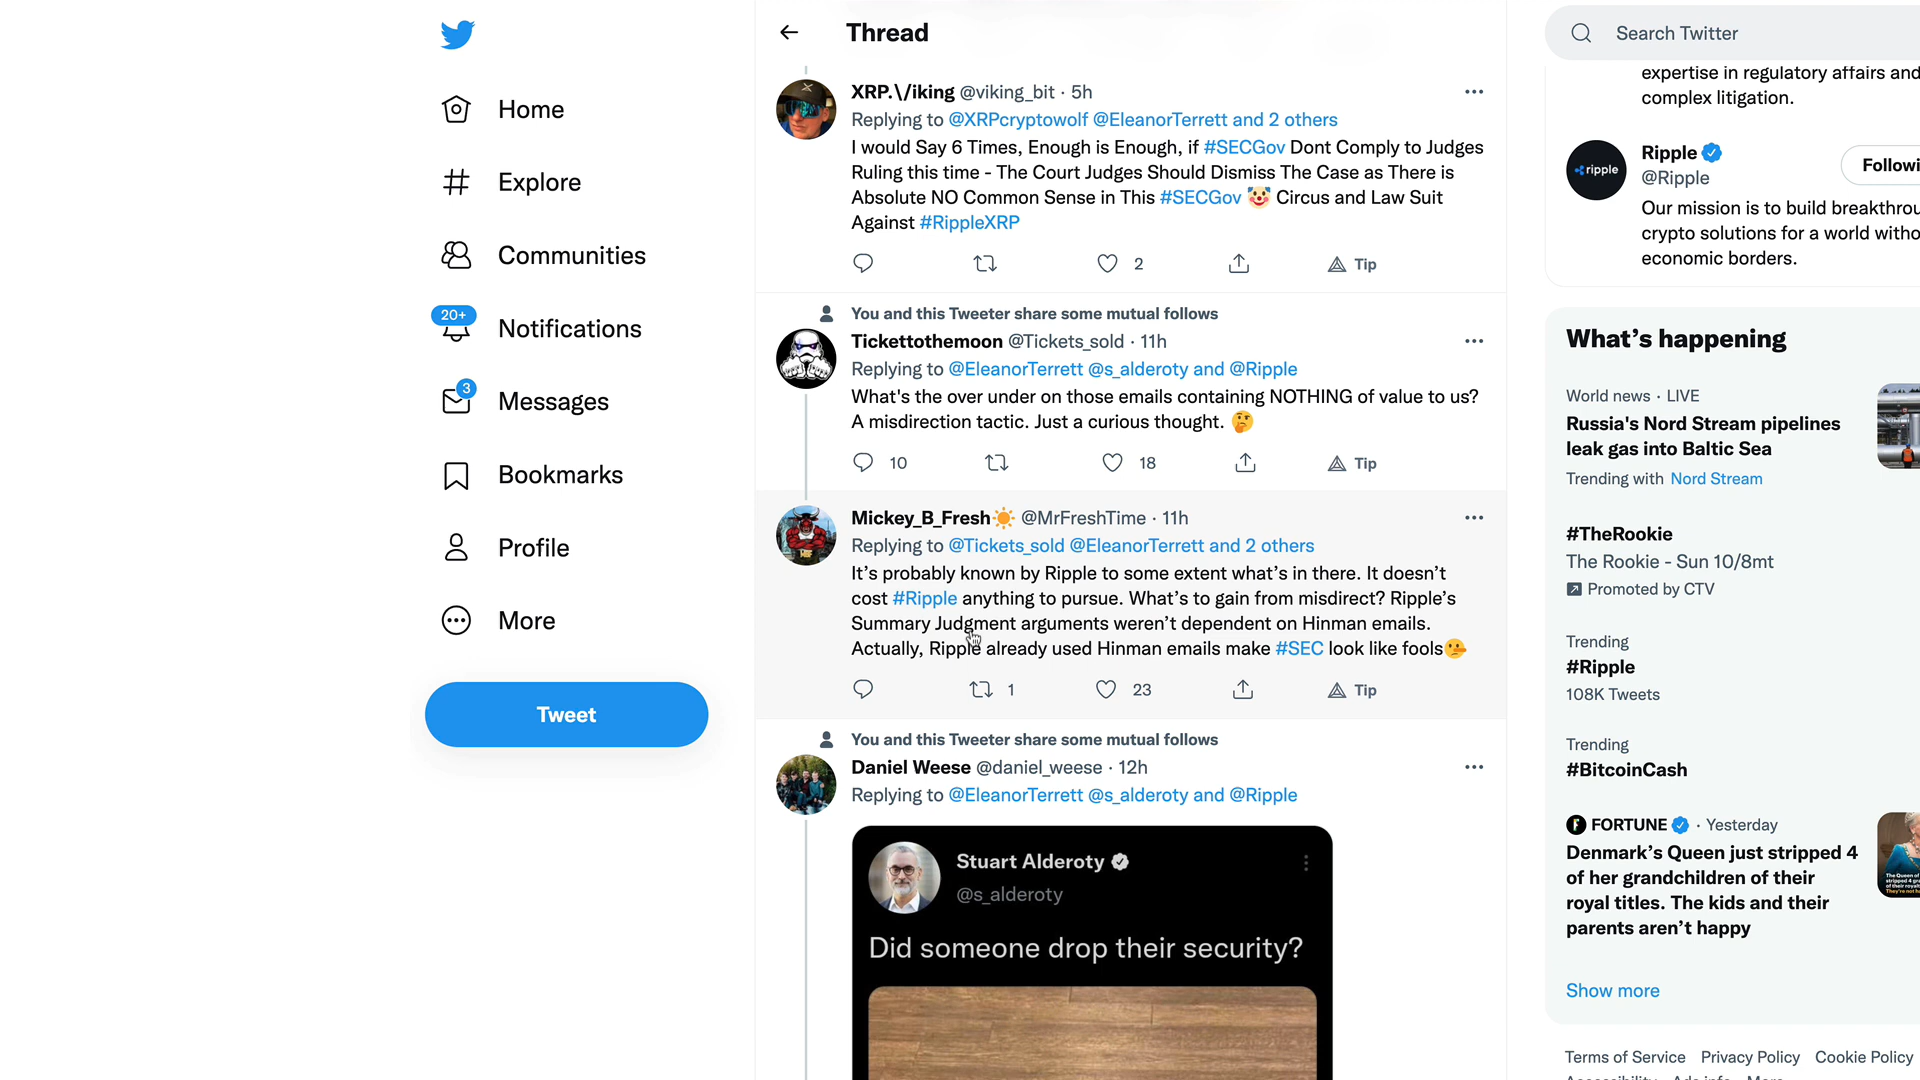 Thread
Search Twitter
Home
Explore
Communities
20+
Notifications
3
Messages
Bookmarks
Profile
More
Tweet
XRP.\/iking @viking_bit · 5h
Replying to @XRPcryptowolf @EleanorTerrett and 2 others
I would Say 6 Times, Enough is Enough, if #SECGov Dont Comply to Judges
Ruling this time - The Court Judges Should Dismiss The Case as There is
Absolute NO Common Sense in This #SECGov 🤡 Circus and Law Suit
Against #RippleXRP
2
Tip
You and this Tweeter share some mutual follows
Tickettothemoon @Tickets_sold · 11h
Replying to @EleanorTerrett @s_alderoty and @Ripple
What's the over under on those emails containing NOTHING of value to us?
A misdirection tactic. Just a curious thought. 🤔
10
18
Tip
Mickey_B_Fresh☀️ @MrFreshTime · 11h
Replying to @Tickets_sold @EleanorTerrett and 2 others
It’s probably known by Ripple to some extent what’s in there. It doesn’t
cost #Ripple anything to pursue. What’s to gain from misdirect? Ripple’s
Summary Judgment arguments weren’t dependent on Hinman emails.
Actually, Ripple already used Hinman emails make #SEC look like fools🫤
1
23
Tip
You and this Tweeter share some mutual follows
Daniel Weese @daniel_weese · 12h
Replying to @EleanorTerrett @s_alderoty and @Ripple
Stuart Alderoty
@s_alderoty
Did someone drop their security?
expertise in regulatory affairs and
complex litigation.
ripple
Ripple
@Ripple
Followi
Our mission is to build breakthrou
crypto solutions for a world witho
economic borders.
What’s happening
World news · LIVE
Russia's Nord Stream pipelines
leak gas into Baltic Sea
Trending with Nord Stream
#TheRookie
The Rookie - Sun 10/8mt
Promoted by CTV
Trending
#Ripple
108K Tweets
Trending
#BitcoinCash
F FORTUNE · Yesterday
Denmark’s Queen just stripped 4
of her grandchildren of their
royal titles. The kids and their
parents aren’t happy
Show more
Terms of Service Privacy Policy Cookie Policy